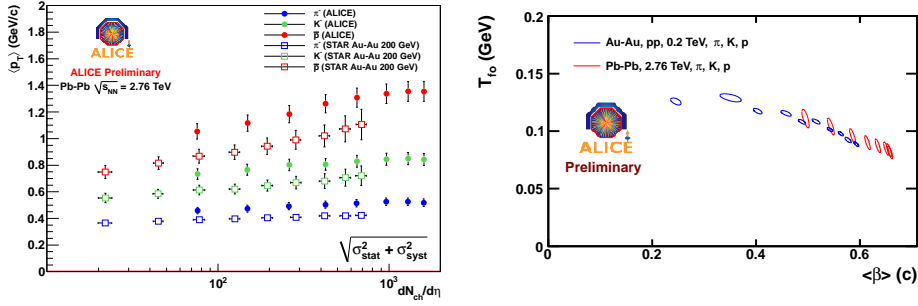 ⟨p_T⟩ (GeV/c)
2
1.8
1.6
1.4
1.2
1
0.8
0.6
0.4
0.2
0
ALICE
ALICE Preliminary
Pb-Pb √s_NN = 2.76 TeV
π⁻ (ALICE)
K⁻ (ALICE)
p̅ (ALICE)
π⁻ (STAR Au-Au 200 GeV)
K⁻ (STAR Au-Au 200 GeV)
p̅ (STAR Au-Au 200 GeV)
√σ²_stat + σ²_syst
10²
10³
dN_ch/dη
T_fo (GeV)
0.2
0.15
0.1
0.05
0
Au-Au, pp, 0.2 TeV, π, K, p
Pb-Pb, 2.76 TeV, π, K, p
ALICE
Preliminary
0.2
0.4
0.6
0.8
<β> (c)